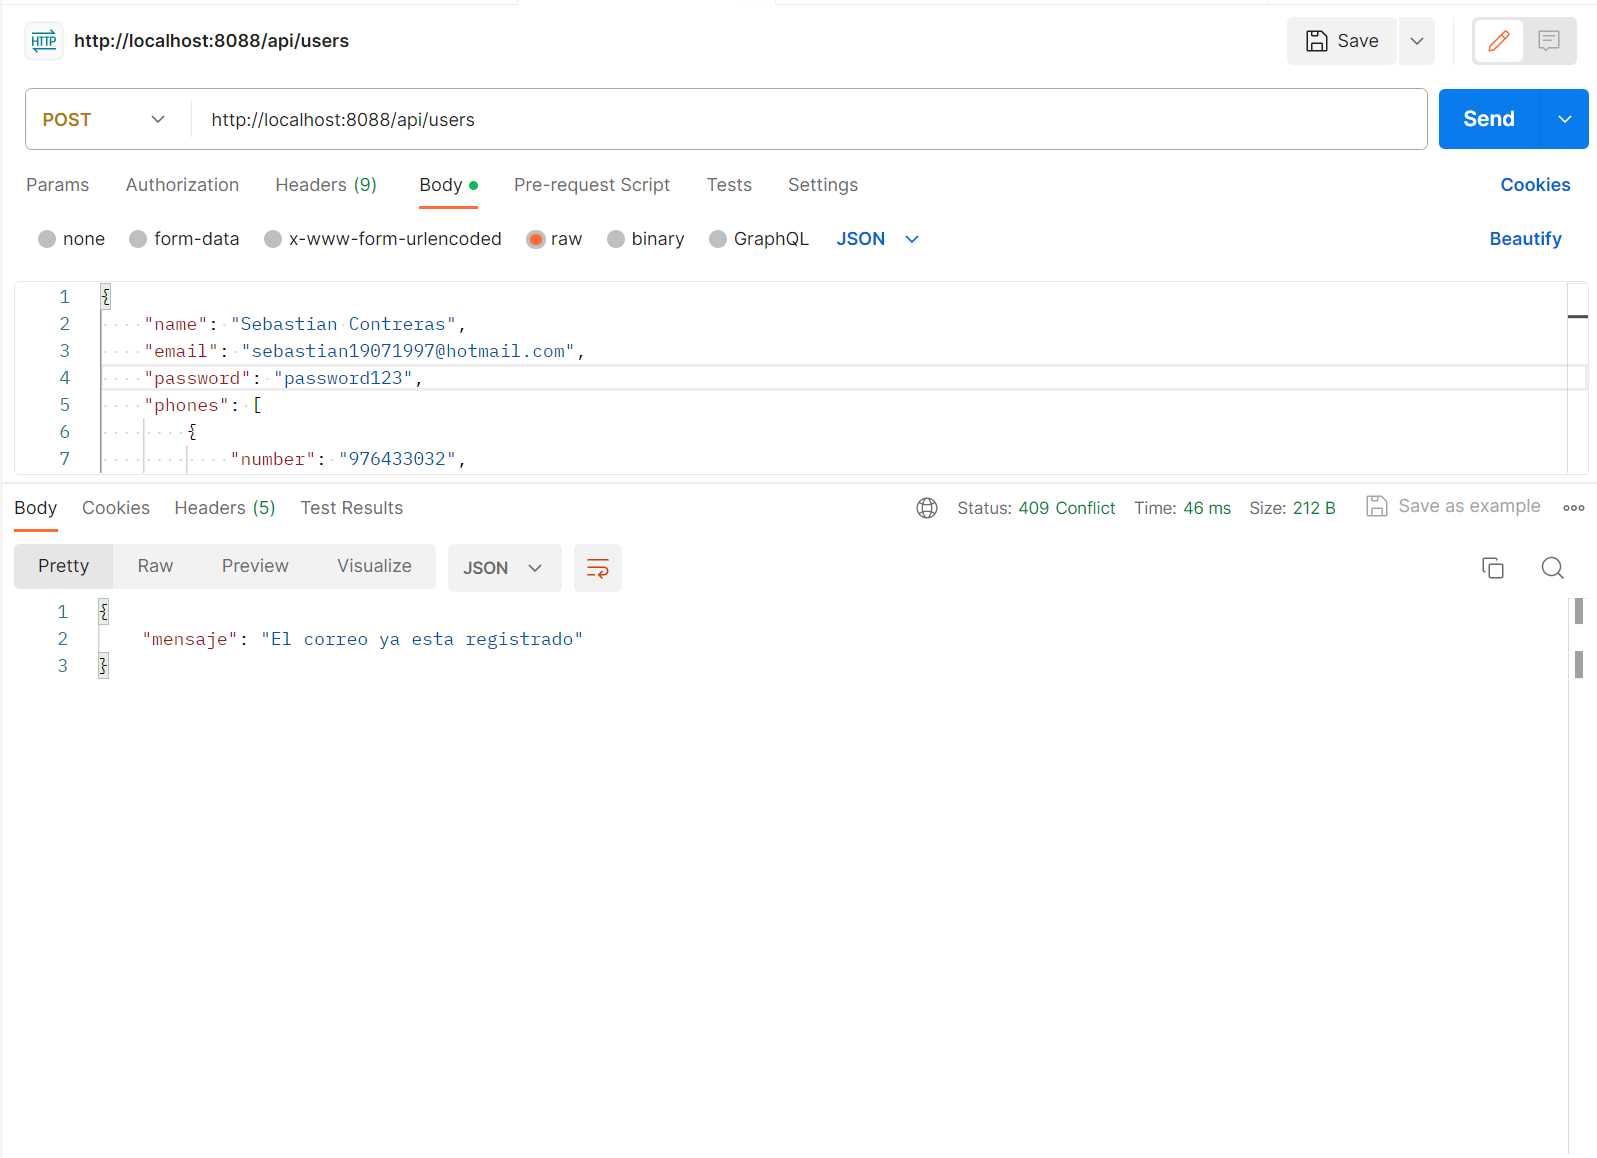 HTTP http://localhost:8088/api/users Save
POST http://localhost:8088/api/users Send
Params Authorization Headers (9) Body Pre-request Script Tests Settings Cookies
none form-data x-www-form-urlencoded raw binary GraphQL JSON Beautify
1 {
2 "name": "Sebastian Contreras",
3 "email": "sebastian19071997@hotmail.com",
4 "password": "password123",
5 "phones": [
6 {
7 "number": "976433032",
Body Cookies Headers (5) Test Results Status: 409 Conflict Time: 46 ms Size: 212 B Save as example
Pretty Raw Preview Visualize JSON
1 {
2 "mensaje": "El correo ya esta registrado"
3 }